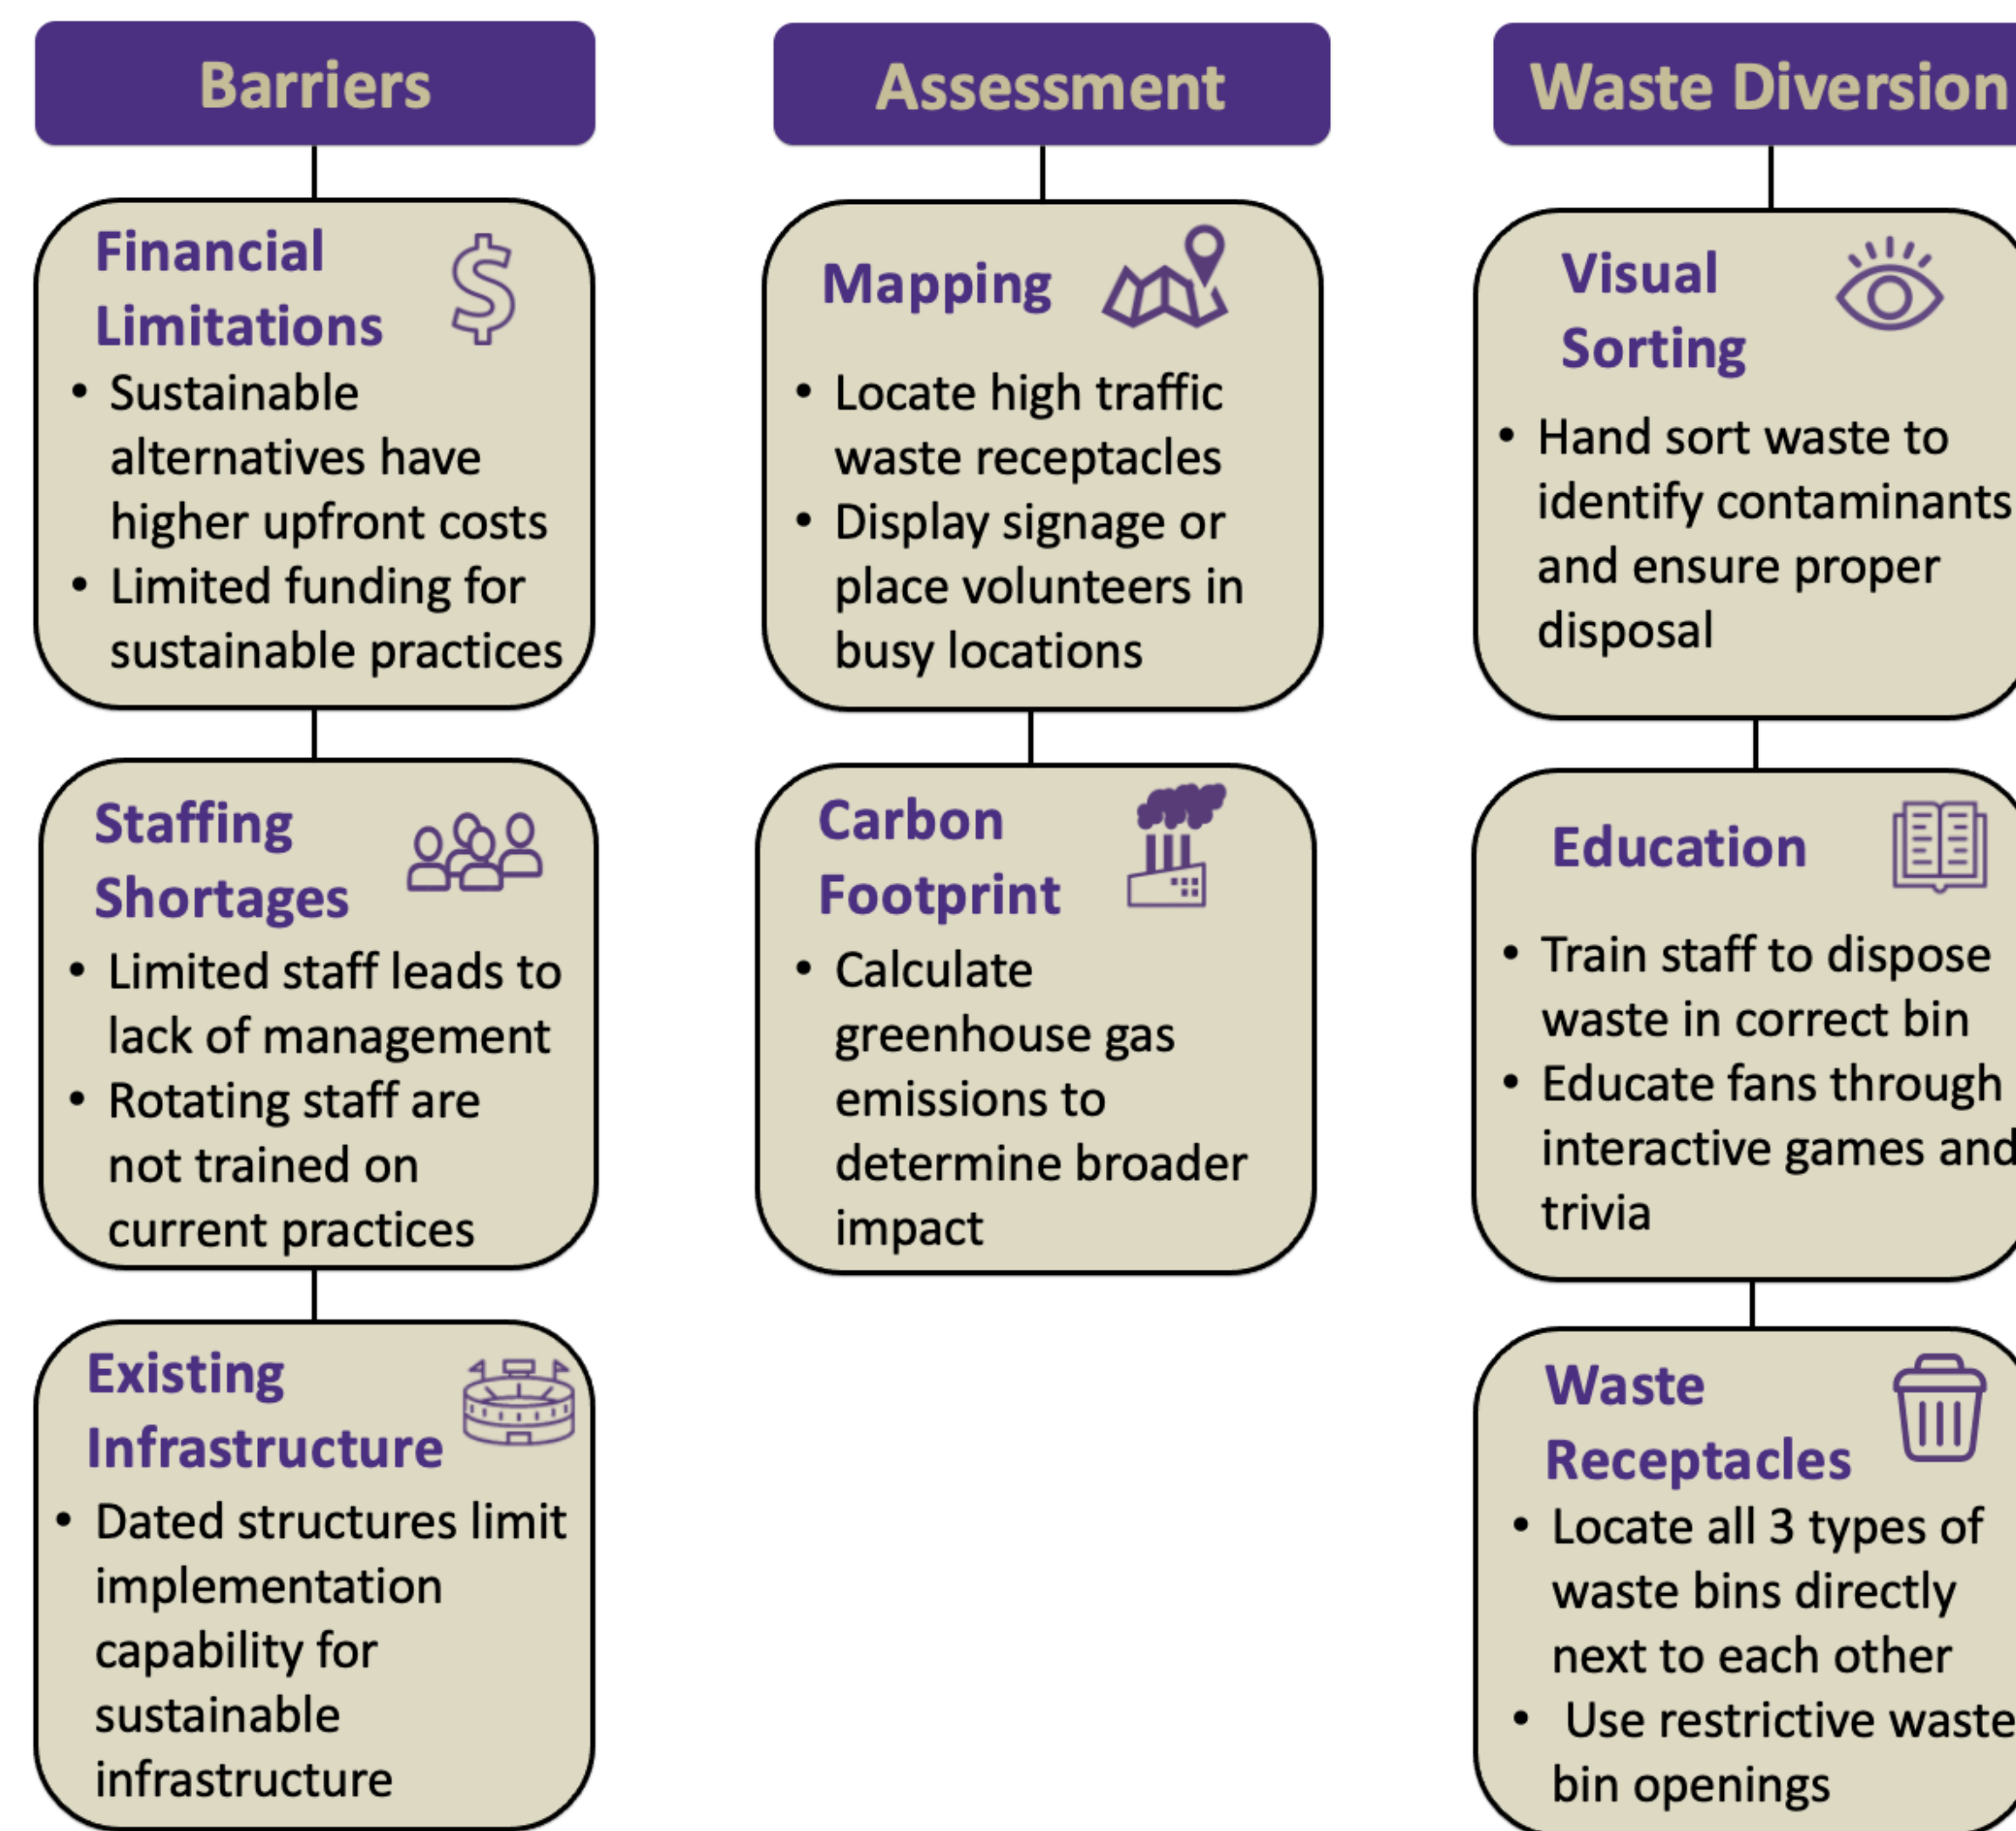 Barriers
Financial
Limitations
• Sustainable
alternatives have
higher upfront costs
• Limited funding for
sustainable practices
Staffing
Shortages
• Limited staff leads to
lack of management
• Rotating staff are
not trained on
current practices
Existing
Infrastructure
• Dated structures limit
implementation
capability for
sustainable
infrastructure
Assessment
Mapping
• Locate high traffic
waste receptacles
• Display signage or
place volunteers in
busy locations
Carbon
Footprint
• Calculate
greenhouse gas
emissions to
determine broader
impact
Waste Diversion
Visual
Sorting
• Hand sort waste to
identify contaminants
and ensure proper
disposal
Education
• Train staff to dispose
waste in correct bin
• Educate fans through
interactive games and
trivia
Waste
Receptacles
• Locate all 3 types of
waste bins directly
next to each other
• Use restrictive waste
bin openings